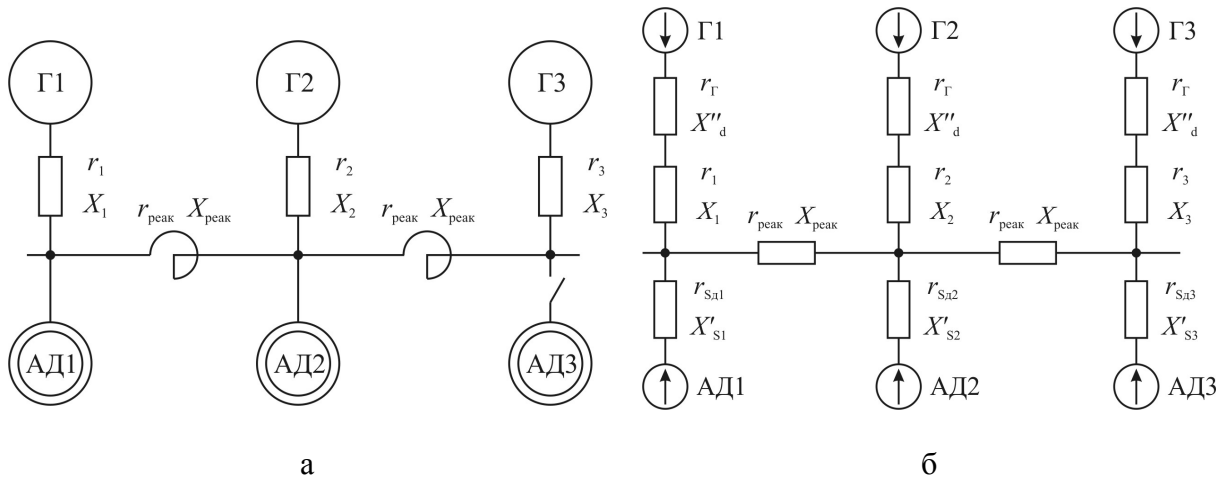 Г1 Г2 Г3
r1 r2 r3
X1 X2 X3
rреак Xреак rреак Xреак
АД1 АД2 АД3
а
Г1 Г2 Г3
rГ rГ rГ
X"d X"d X"d
r1 r2 r3
X1 X2 X3
rреак Xреак rреак Xреак
rSд1 rSд2 rSд3
X'S1 X'S2 X'S3
АД1 АД2 АД3
б